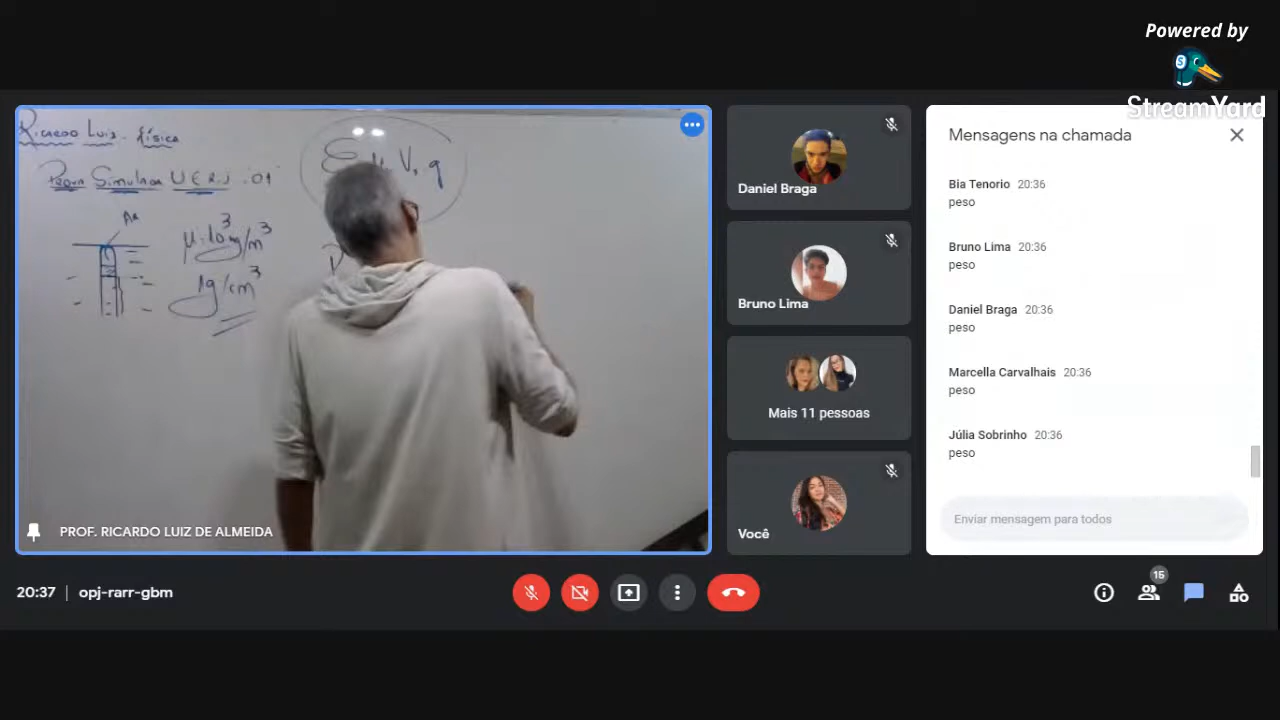 Powered by
StreamYard
Ricardo Luis - Física
Prova Simulada U E R J - 01
Ar
μ=10³ kg/m³
1g/cm³
V. g
PROF. RICARDO LUIZ DE ALMEIDA
Daniel Braga
Bruno Lima
Mais 11 pessoas
Você
Mensagens na chamada
Bia Tenorio 20:36
peso
Bruno Lima 20:36
peso
Daniel Braga 20:36
peso
Marcella Carvalhais 20:36
peso
Júlia Sobrinho 20:36
peso
Enviar mensagem para todos
20:37 | opj-rarr-gbm
15